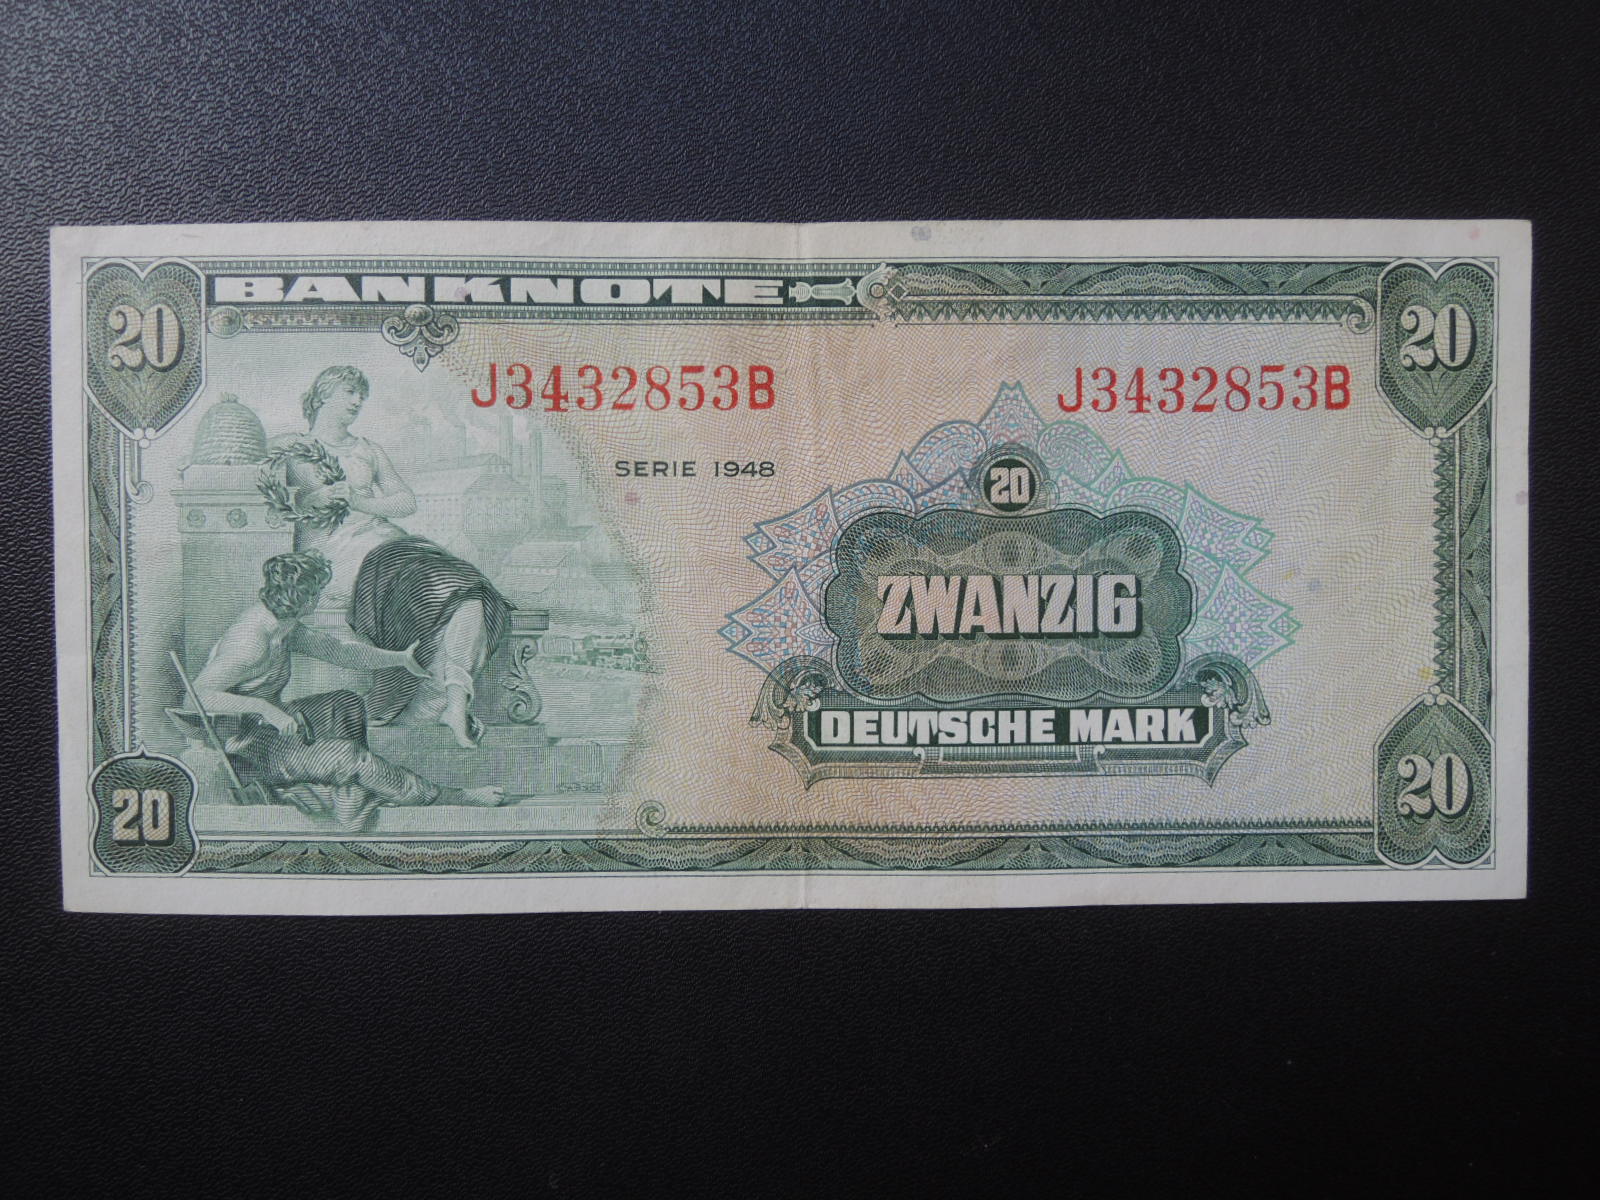 BANKNOTE
20 20
J3432853B J3432853B
SERIE 1948
20
ZWANZIG
DEUTSCHE MARK
20 20